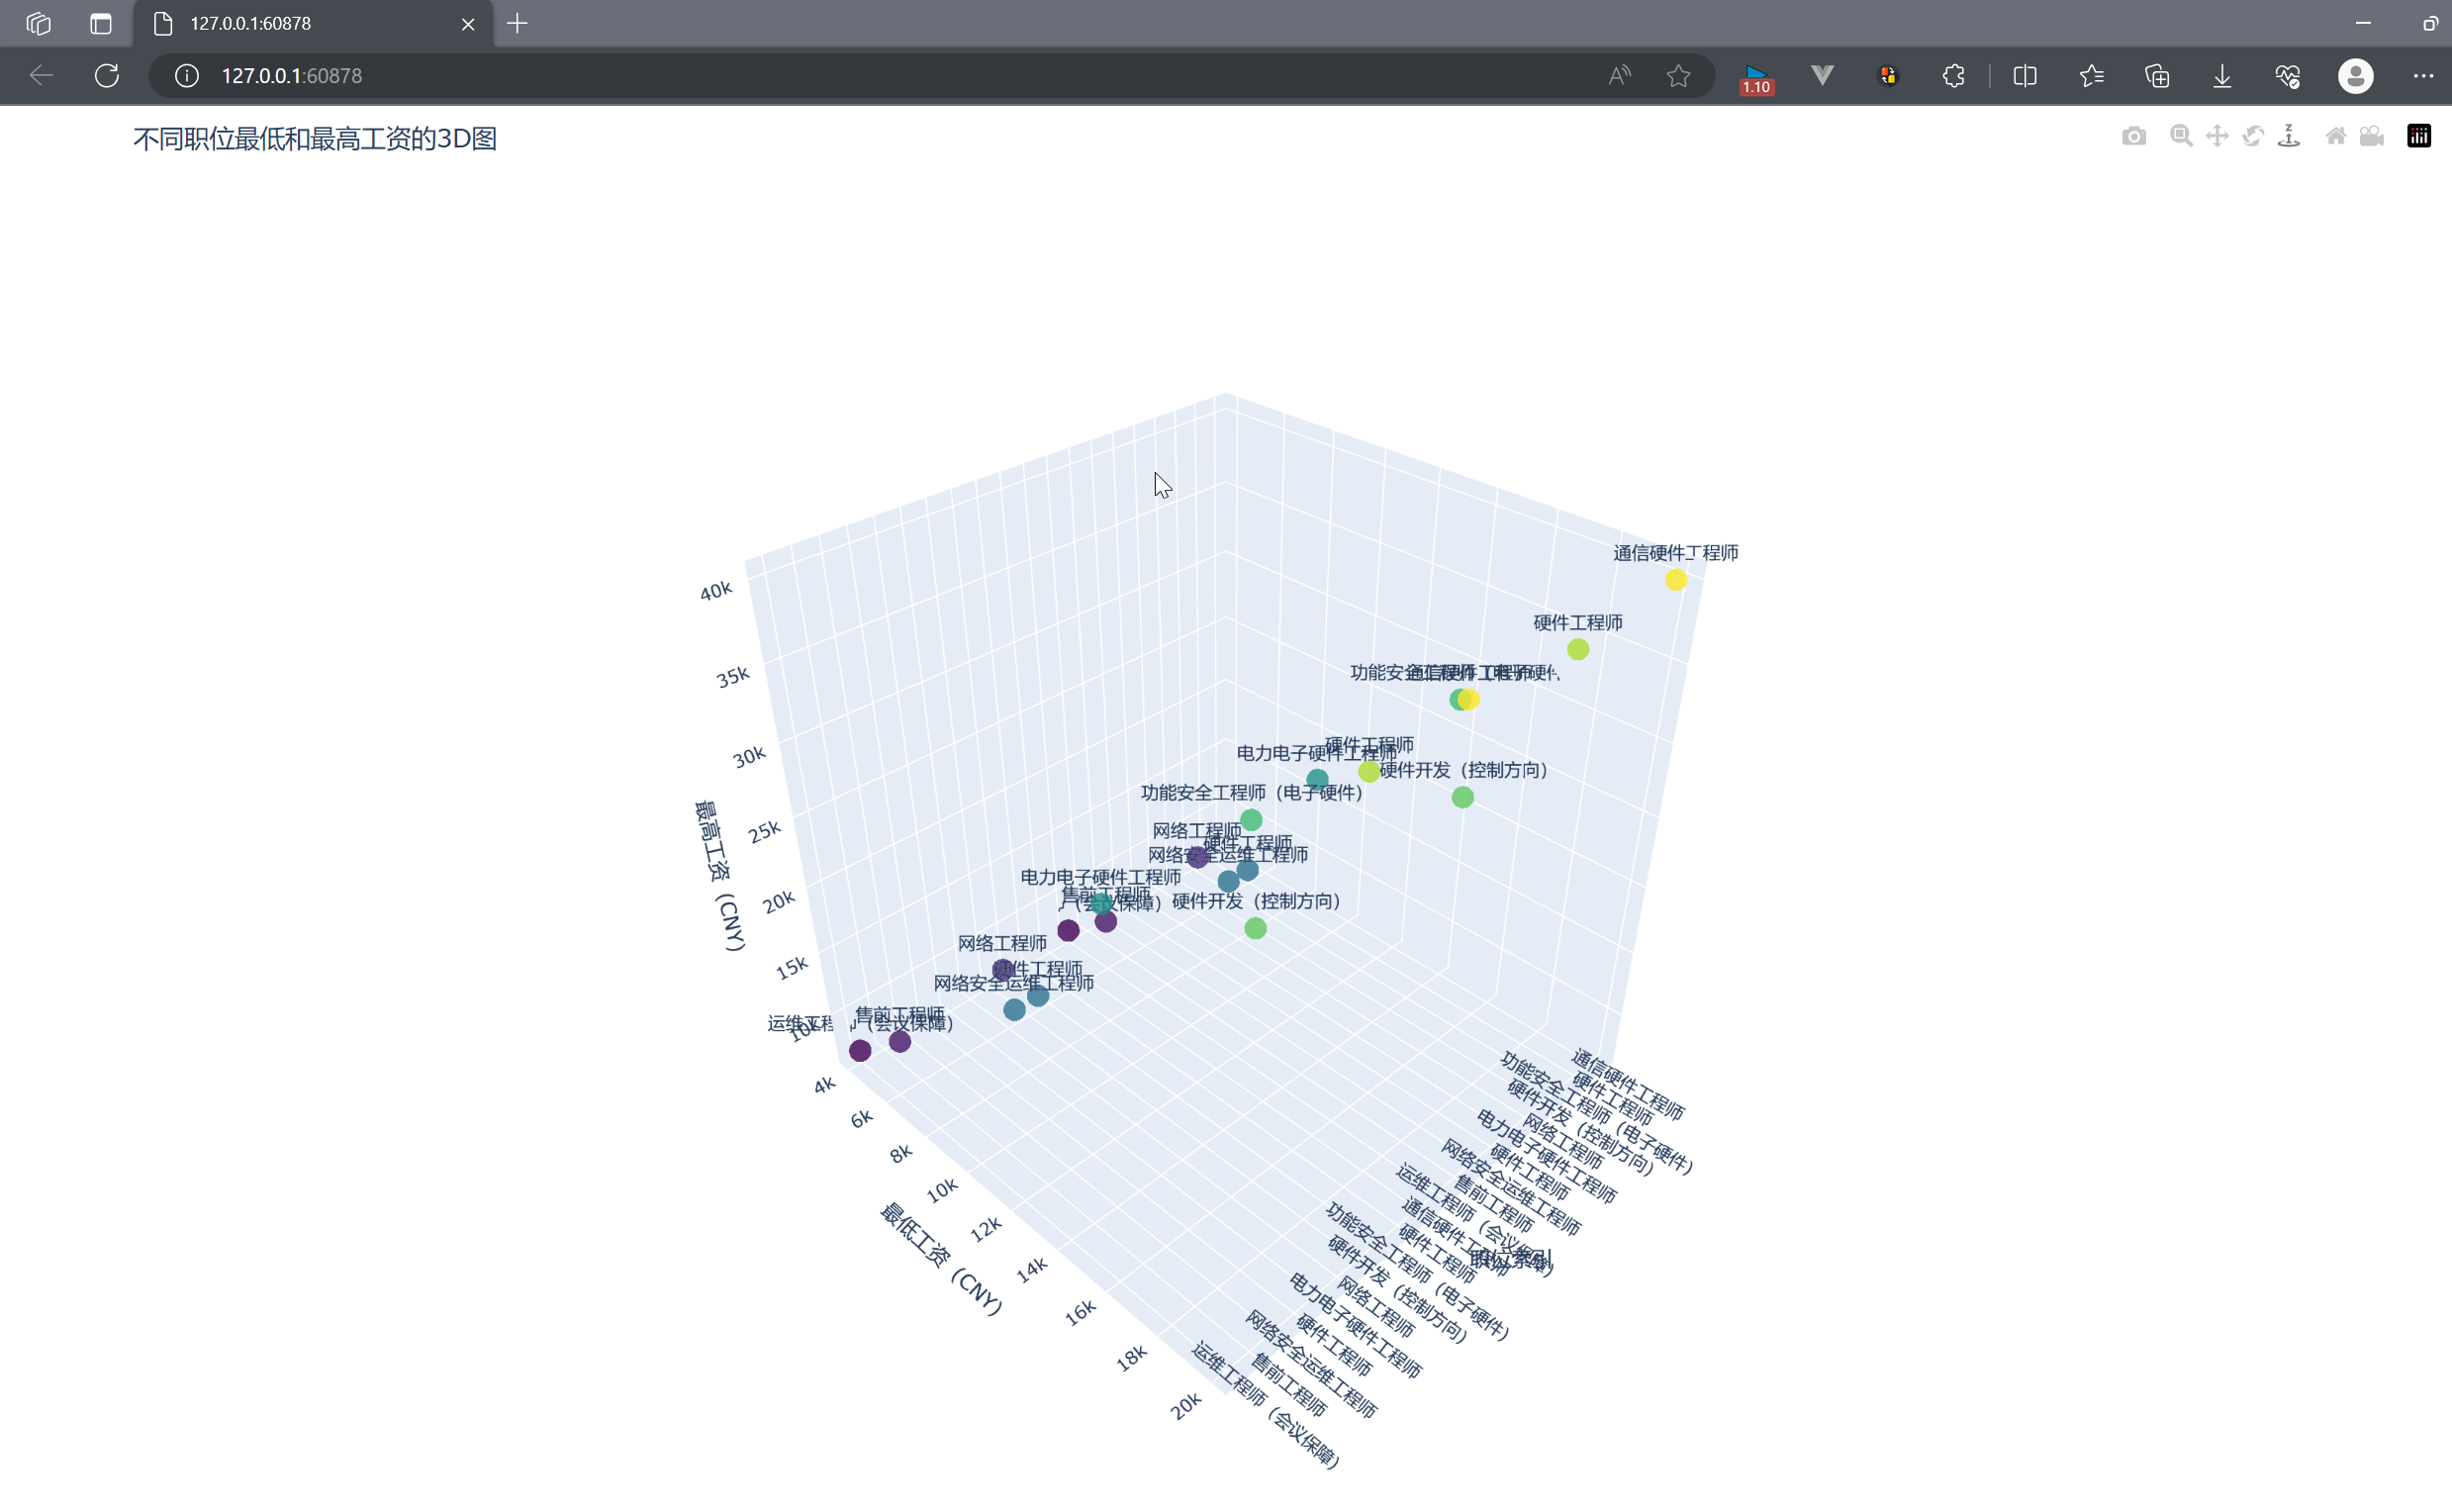 127.0.0.1:60878
127.0.0.1:60878
1.10
不同职位最低和最高工资的3D图
通信硬件工程师
硬件工程师
功能安全工程师（电子硬件
通信硬件工程师
硬件工程师
电力电子硬件工程师
硬件开发（控制方向）
功能安全工程师（电子硬件）
网络工程师
硬件工程师
网络安全运维工程师
电力电子硬件工程师
售前工程师
（会议保障）
硬件开发（控制方向）
网络工程师
硬件工程师
网络安全运维工程师
售前工程师
运维工程师（会议保障）
40k
35k
30k
25k
20k
15k
10k
最高工资（CNY）
4k
6k
8k
10k
12k
14k
16k
18k
20k
最低工资（CNY）
通信硬件工程师
硬件工程师
功能安全工程师（电子硬件）
硬件开发（控制方向）
网络工程师
电力电子硬件工程师
硬件工程师
网络安全运维工程师
售前工程师
运维工程师（会议保障）
通信硬件工程师
硬件工程师
功能安全工程师（电子硬件）
硬件开发（控制方向）
网络工程师
电力电子硬件工程师
硬件工程师
网络安全运维工程师
售前工程师
运维工程师（会议保障）
职位索引